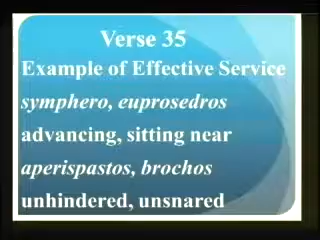 Verse 35
Example of Effective Service
symphero, euprosedros
advancing, sitting near
aperispastos, brochos
unhindered, unsnared